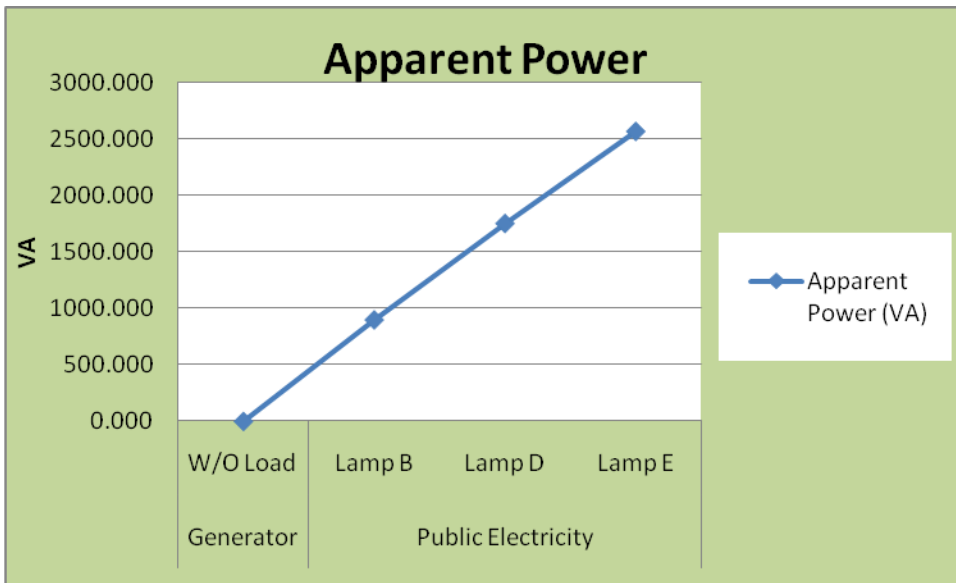 Apparent Power
3000.000
2500.000
2000.000
1500.000
1000.000
500.000
0.000
VA
W/O Load
Lamp B
Lamp D
Lamp E
Generator
Public Electricity
Apparent
Power (VA)